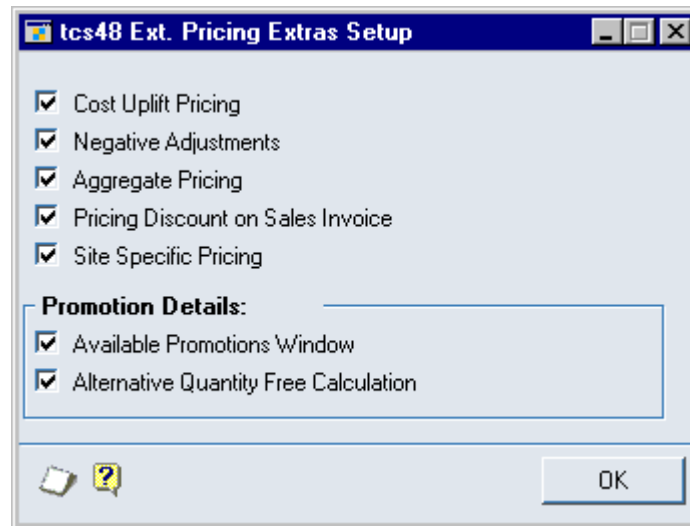 tcs48 Ext. Pricing Extras Setup
Cost Uplift Pricing
Negative Adjustments
Aggregate Pricing
Pricing Discount on Sales Invoice
Site Specific Pricing
Promotion Details:
Available Promotions Window
Alternative Quantity Free Calculation
?
OK